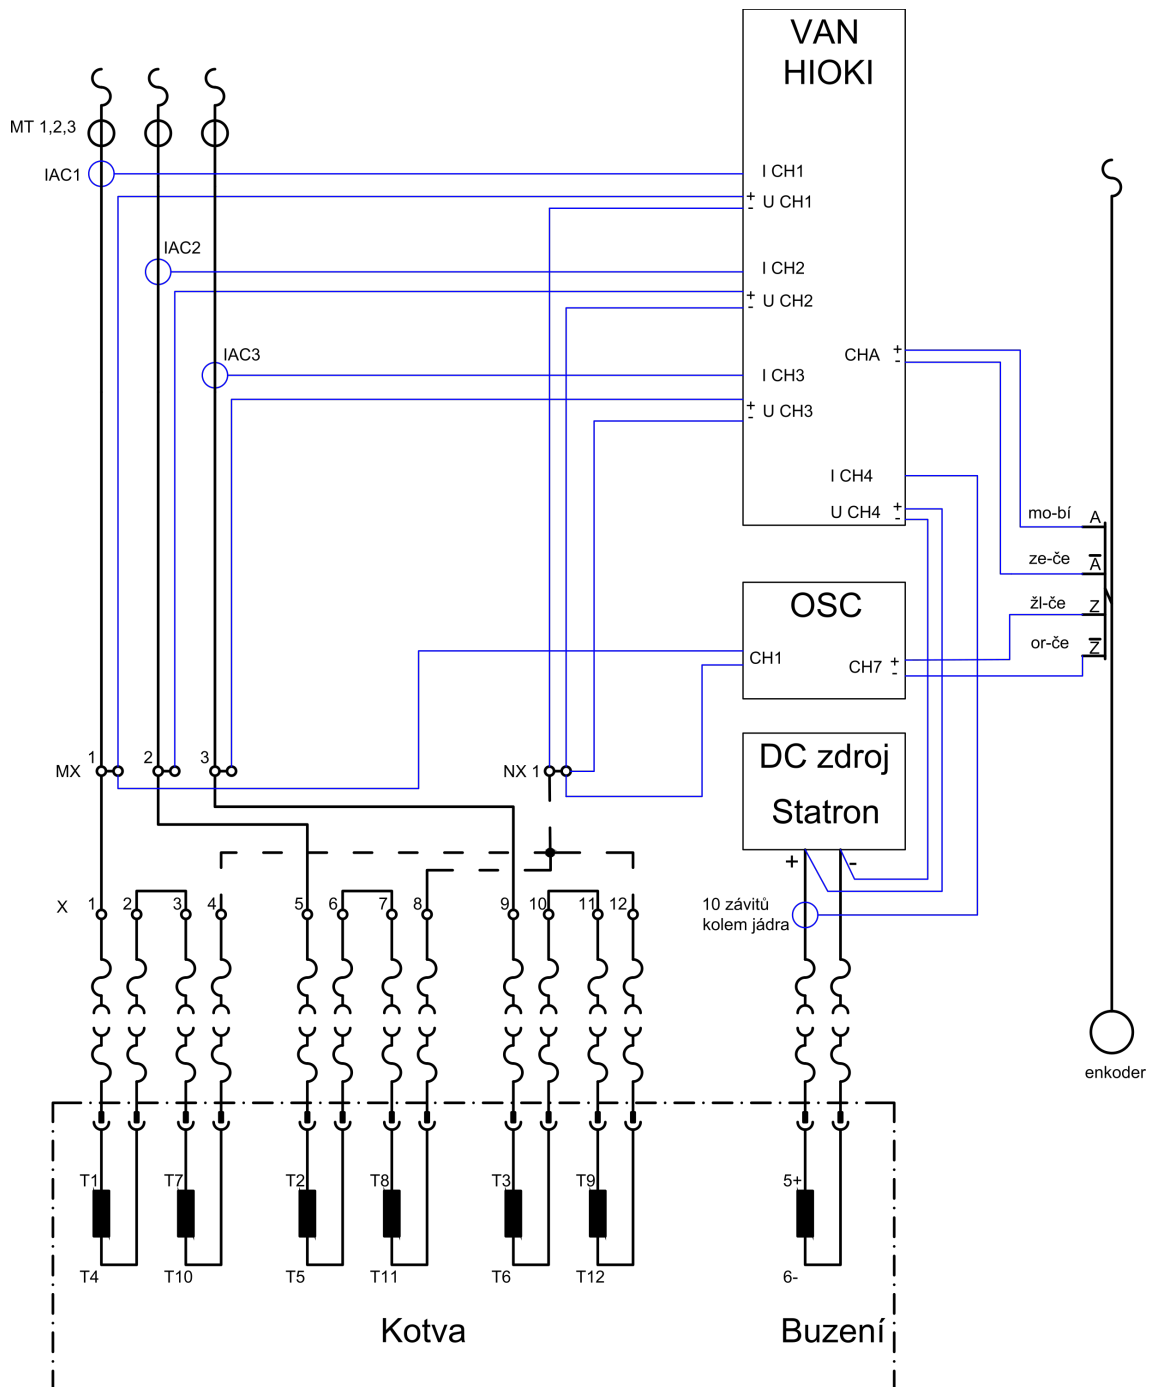 VAN
HIOKI
MT 1,2,3
IAC1
I CH1
+
U CH1
-
IAC2
I CH2
+
U CH2
-
IAC3
CHA
+
-
I CH3
+
U CH3
-
I CH4
U CH4
+
-
mo-bí
A
ze-če
A̅
žl-če
Z
or-če
Z̅
OSC
CH1
CH7
+
-
MX
1
2
3
NX 1
DC zdroj
Statron
+
-
X
1
2
3
4
5
6
7
8
9
10
11
12
10 závitů
kolem jádra
enkoder
T1
T7
T2
T8
T3
T9
5+
T4
T10
T5
T11
T6
T12
6-
Kotva
Buzení